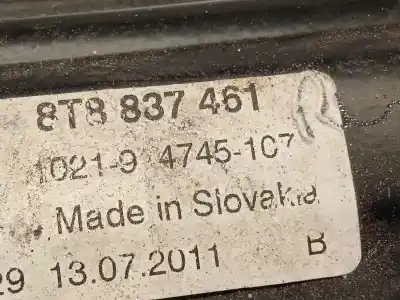 8T8 837 461
1021-9 4745-107
R
Made in Slovakia
29 13.07.2011 B